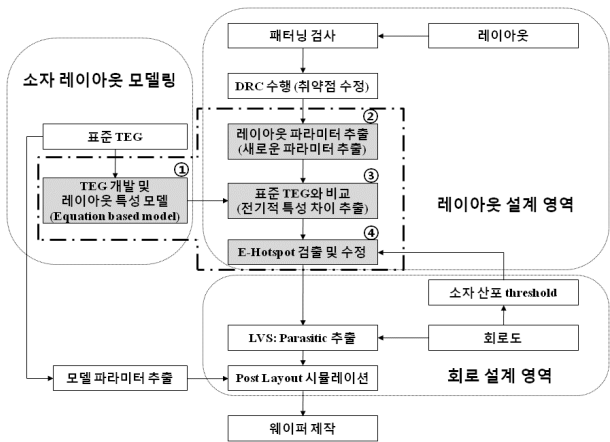 패터닝 검사
레이아웃
소자 레이아웃 모델링
DRC 수행 (취약점 수정)
②
표준 TEG
레이아웃 파라미터 추출
(새로운 파라미터 추출)
①
③
TEG 개발 및
레이아웃 특성 모델
(Equation based model)
표준 TEG와 비교
(전기적 특성 차이 추출)
레이아웃 설계 영역
④
E-Hotspot 검출 및 수정
소자 산포 threshold
LVS: Parasitic 추출
회로도
모델 파라미터 추출
Post Layout 시뮬레이션
회로 설계 영역
웨이퍼 제작